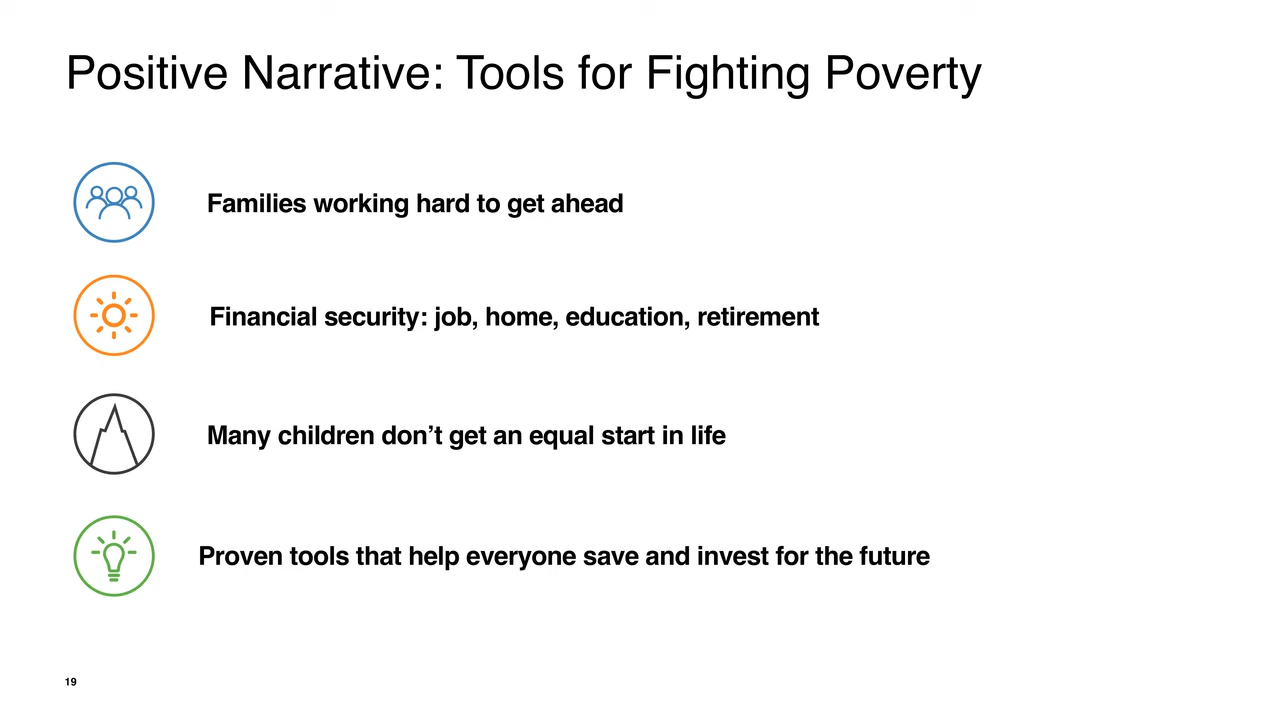 Positive Narrative: Tools for Fighting Poverty
Families working hard to get ahead
Financial security: job, home, education, retirement
Many children don’t get an equal start in life
Proven tools that help everyone save and invest for the future
19